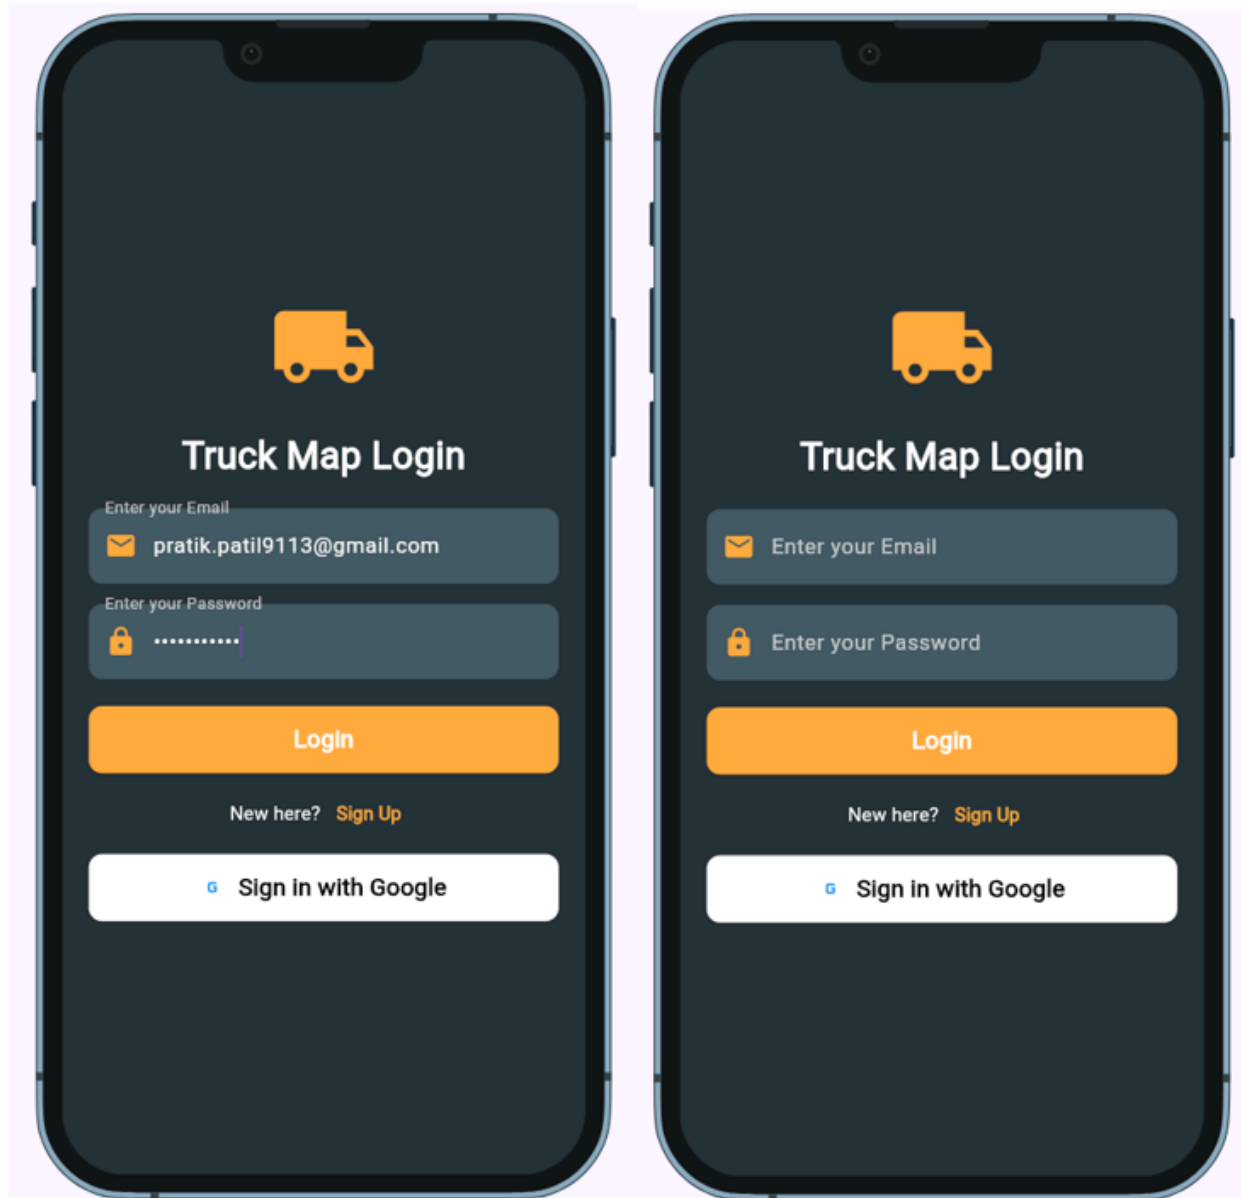 Truck Map Login
Enter your Email
pratik.patil9113@gmail.com
Enter your Password
•••••••••••
Login
New here? Sign Up
G Sign in with Google
Truck Map Login
Enter your Email
Enter your Password
Login
New here? Sign Up
G Sign in with Google